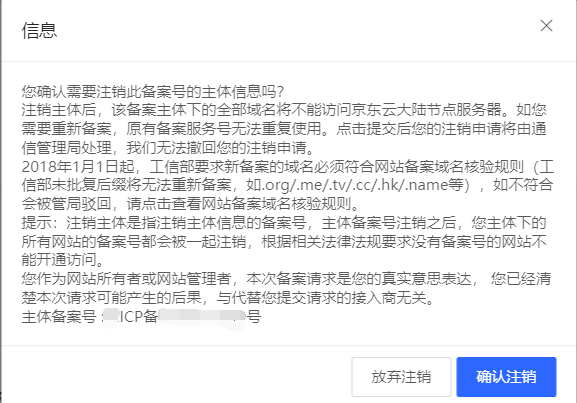 信息
您确认需要注销此备案号的主体信息吗?
注销主体后，该备案主体下的全部域名将不能访问京东云大陆节点服务器。如您
需要重新备案，原有备案服务号无法重复使用。点击提交后您的注销申请将由通
信管理局处理，我们无法撤回您的注销申请。
2018年1月1日起，工信部要求新备案的域名必须符合网站备案域名核验规则（工
信部未批复后缀将无法重新备案，如.org/.me/.tv/.cc/.hk/.name等）, 如不符合
会被管局驳回，请点击查看网站备案域名核验规则。
提示：注销主体是指注销主体信息的备案号，主体备案号注销之后，您主体下的
所有网站的备案号都会被一起注销，根据相关法律法规要求没有备案号的网站不
能开通访问。
您作为网站所有者或网站管理者，本次备案请求是您的真实意思表达， 您已经清
楚本次请求可能产生的后果，与代替您提交请求的接入商无关。
主体备案号 : ICP备 号
放弃注销
确认注销